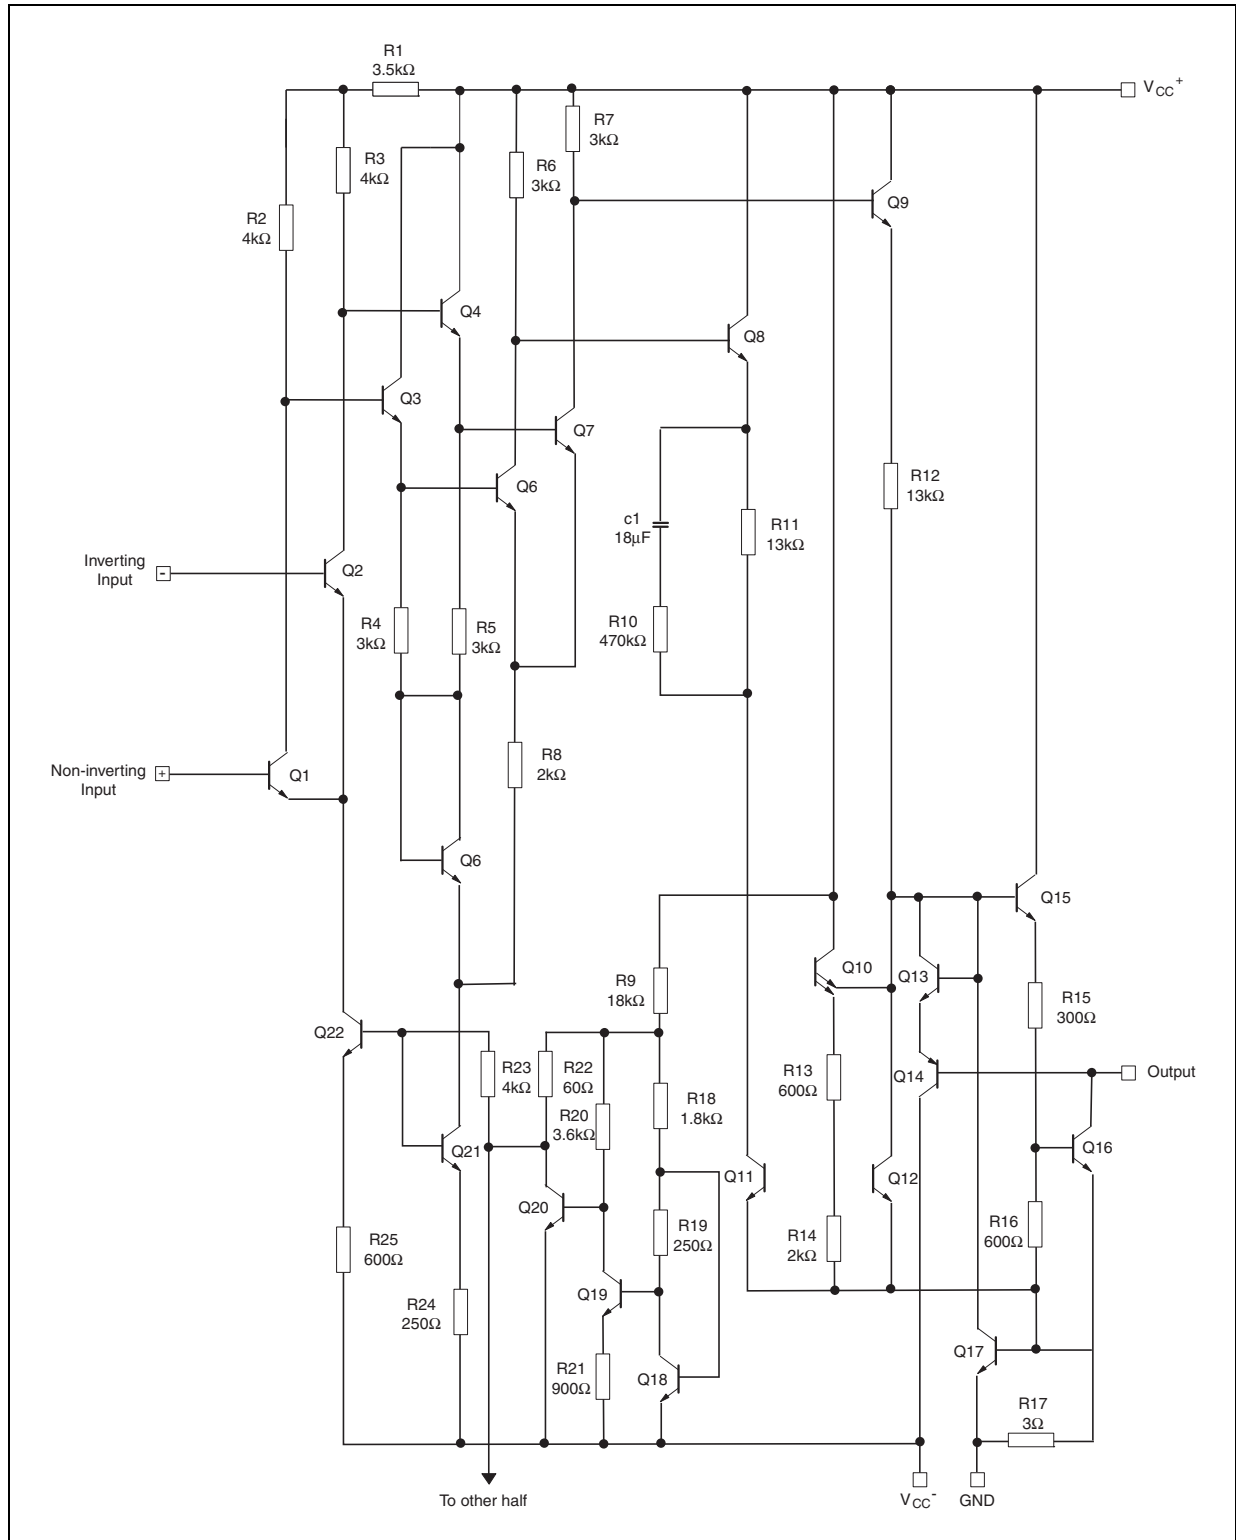 R1
3.5kΩ
VCC+
R7
3kΩ
R3
4kΩ
R6
3kΩ
Q9
R2
4kΩ
Q4
Q8
Q3
Q7
Q6
R12
13kΩ
c1
18µF
R11
13kΩ
Inverting
Input
-
Q2
R4
3kΩ
R5
3kΩ
R10
470kΩ
R8
2kΩ
Non-inverting
Input
+
Q1
Q6
Q15
R9
18kΩ
Q10
Q13
R15
300Ω
Q22
R23
4kΩ
R22
60Ω
R13
600Ω
Q14
Output
R20
3.6kΩ
R18
1.8kΩ
Q21
Q16
Q11
Q12
Q20
R19
250Ω
R14
2kΩ
R16
600Ω
R25
600Ω
Q19
R24
250Ω
R21
900Ω
Q18
Q17
R17
3Ω
To other half
VCC-
GND